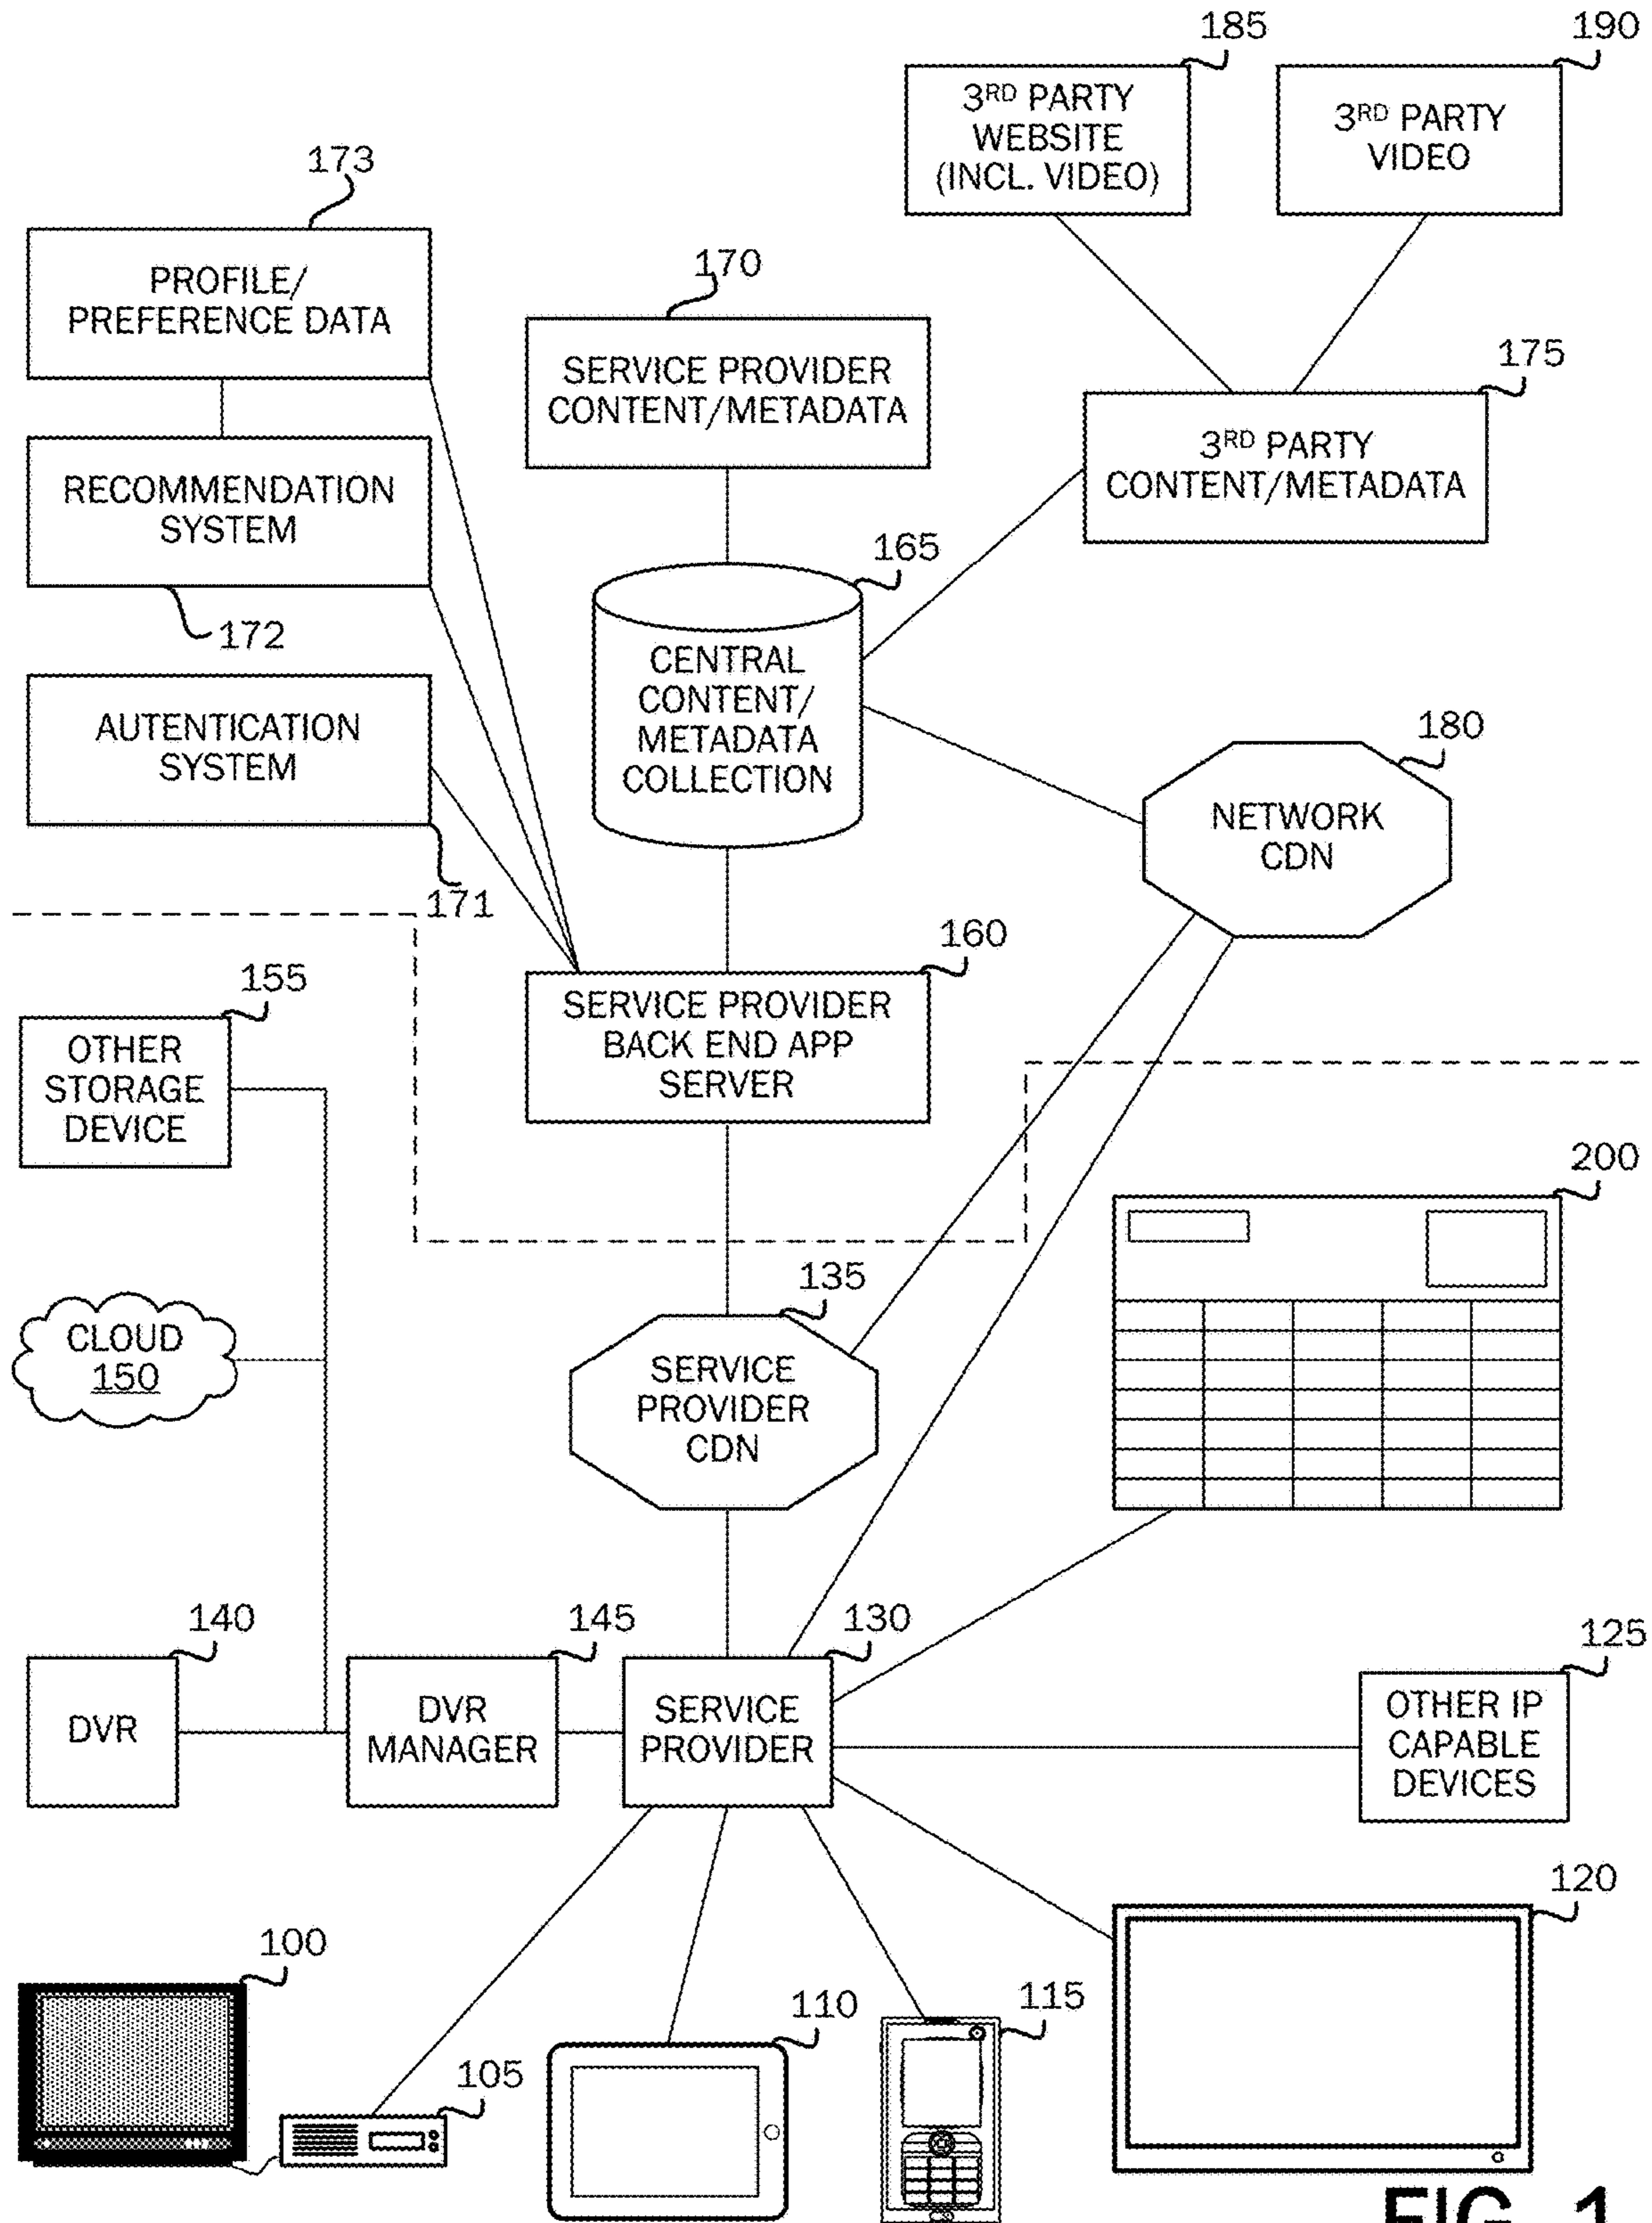 185
190
3RD PARTY
WEBSITE
(INCL. VIDEO)
3RD PARTY
VIDEO
173
PROFILE/
PREFERENCE DATA
170
SERVICE PROVIDER
CONTENT/METADATA
175
3RD PARTY
CONTENT/METADATA
RECOMMENDATION
SYSTEM
172
165
CENTRAL
CONTENT/
METADATA
COLLECTION
AUTENTICATION
SYSTEM
171
180
NETWORK
CDN
160
SERVICE PROVIDER
BACK END APP
SERVER
155
OTHER
STORAGE
DEVICE
200
135
SERVICE
PROVIDER
CDN
CLOUD
150
140
DVR
145
DVR
MANAGER
130
SERVICE
PROVIDER
125
OTHER IP
CAPABLE
DEVICES
120
100
105
110
115
FIG. 1